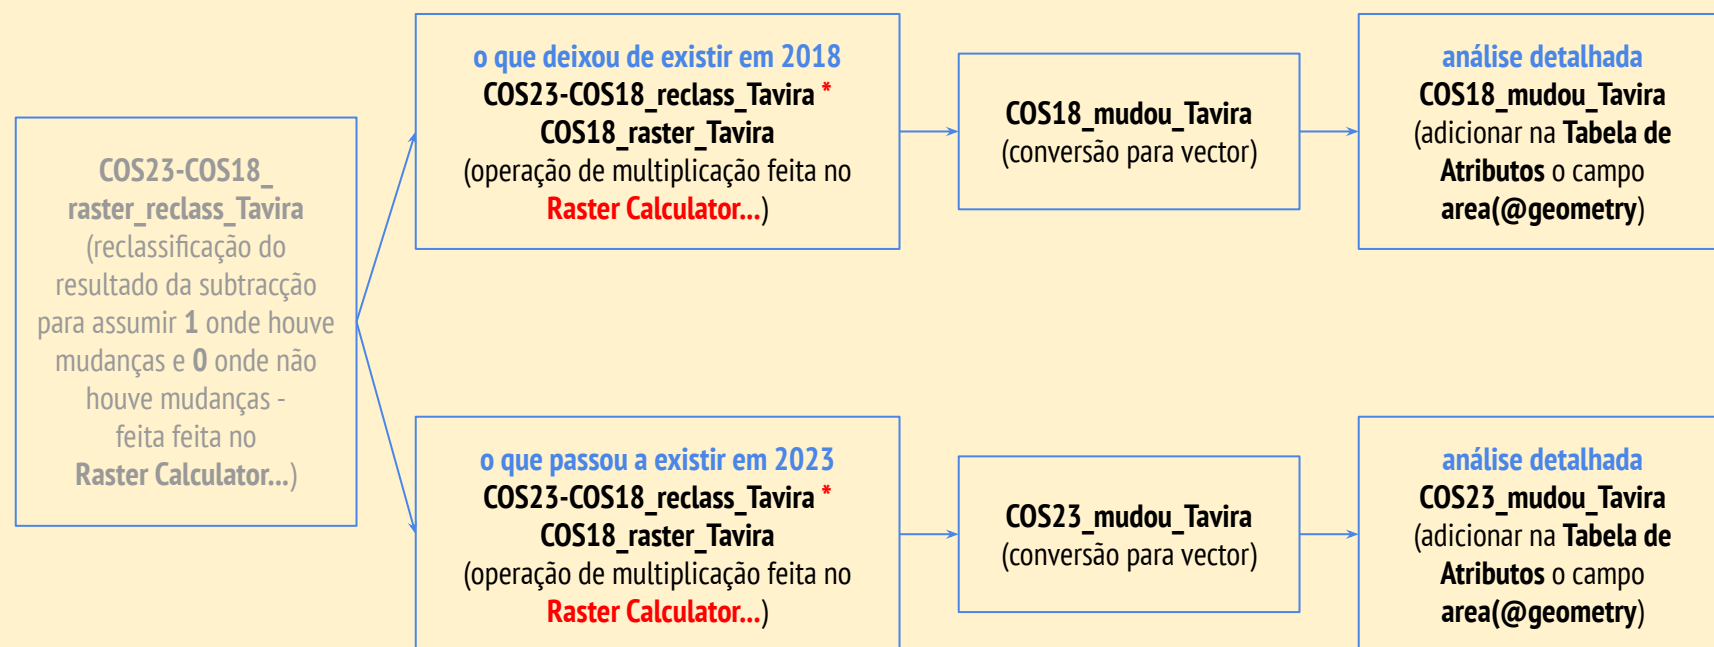 COS23-COS18_
raster_reclass_Tavira
(reclassificação do
resultado da subtracção
para assumir 1 onde houve
mudanças e 0 onde não
houve mudanças -
feita feita no
Raster Calculator...)
o que deixou de existir em 2018
COS23-COS18_reclass_Tavira *
COS18_raster_Tavira
(operação de multiplicação feita no
Raster Calculator...)
COS18_mudou_Tavira
(conversão para vector)
análise detalhada
COS18_mudou_Tavira
(adicionar na Tabela de
Atributos o campo
area(@geometry)
o que passou a existir em 2023
COS23-COS18_reclass_Tavira *
COS18_raster_Tavira
(operação de multiplicação feita no
Raster Calculator...)
COS23_mudou_Tavira
(conversão para vector)
análise detalhada
COS23_mudou_Tavira
(adicionar na Tabela de
Atributos o campo
area(@geometry)